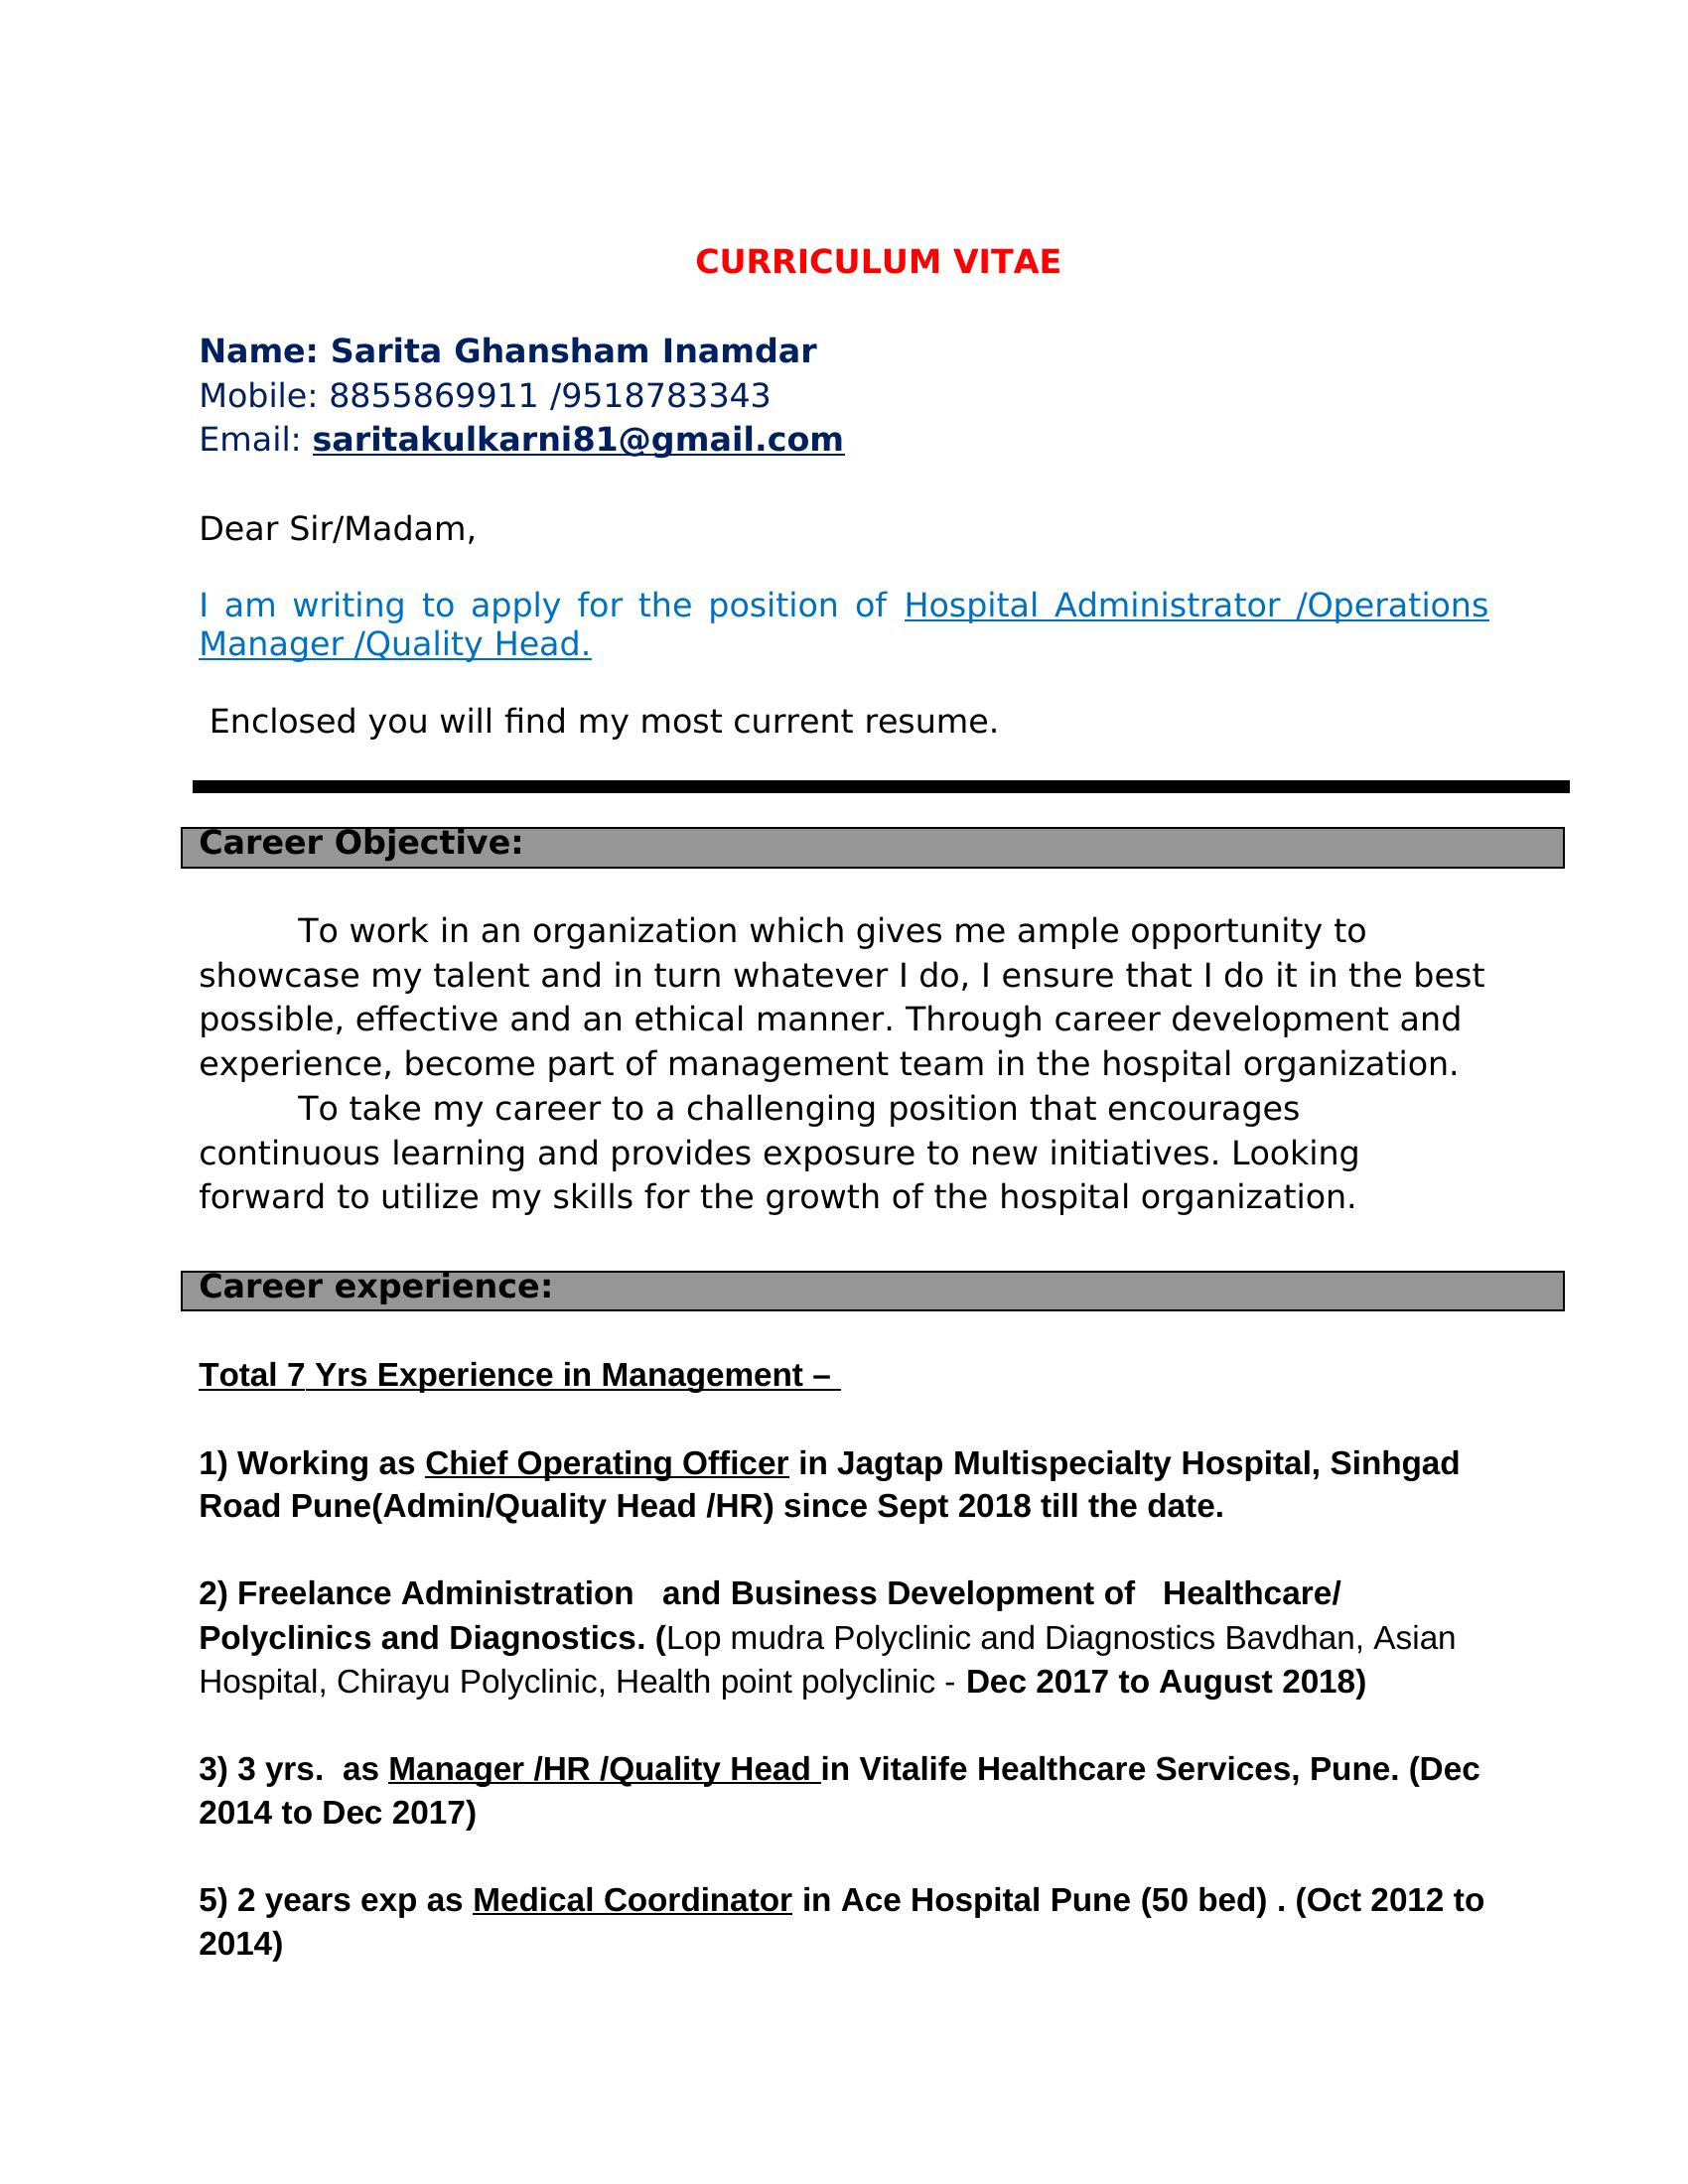 CURRICULUM VITAE
Name: Sarita Ghansham Inamdar
Mobile: 8855869911 /9518783343
Email: saritakulkarni81@gmail.com
Dear Sir/Madam,
I am writing to apply for the position of Hospital Administrator /Operations
Manager /Quality Head.
Enclosed you will find my most current resume.
Career Objective:
To work in an organization which gives me ample opportunity to
showcase my talent and in turn whatever I do, I ensure that I do it in the best
possible, effective and an ethical manner. Through career development and
experience, become part of management team in the hospital organization.
To take my career to a challenging position that encourages
continuous learning and provides exposure to new initiatives. Looking
forward to utilize my skills for the growth of the hospital organization.
Career experience:
Total 7 Yrs Experience in Management –
1) Working as Chief Operating Officer in Jagtap Multispecialty Hospital, Sinhgad
Road Pune(Admin/Quality Head /HR) since Sept 2018 till the date.
2) Freelance Administration   and Business Development of   Healthcare/
Polyclinics and Diagnostics. (Lop mudra Polyclinic and Diagnostics Bavdhan, Asian
Hospital, Chirayu Polyclinic, Health point polyclinic - Dec 2017 to August 2018)
3) 3 yrs.  as Manager /HR /Quality Head in Vitalife Healthcare Services, Pune. (Dec
2014 to Dec 2017)
5) 2 years exp as Medical Coordinator in Ace Hospital Pune (50 bed) . (Oct 2012 to
2014)